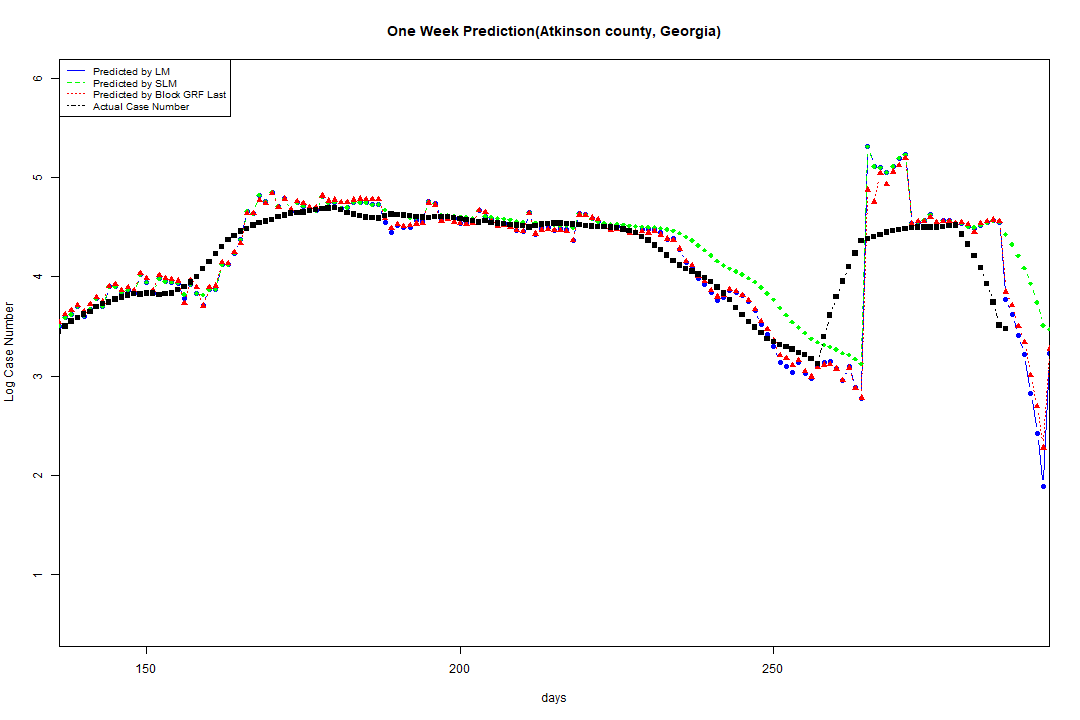 One Week Prediction(Atkinson county, Georgia)
Predicted by LM
Predicted by SLM
Predicted by Block GRF Last
Actual Case Number
6
5
4
3
2
1
Log Case Number
150
200
250
days